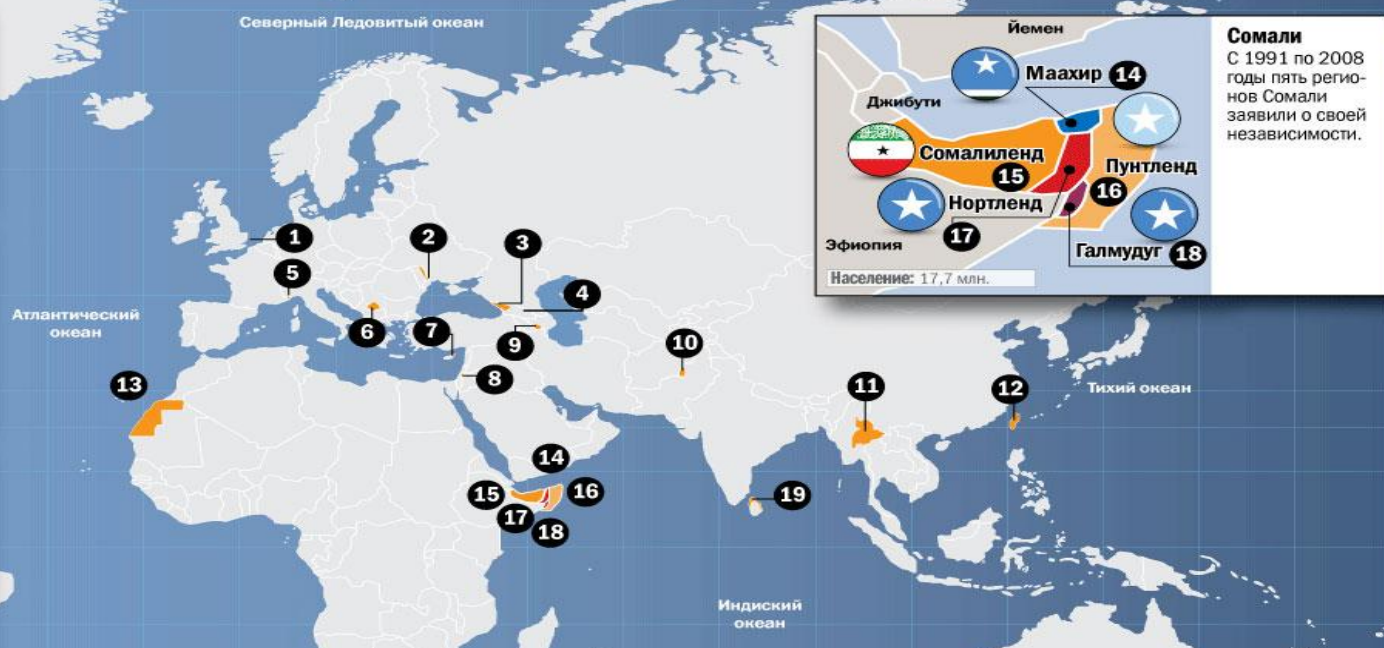 Северный Ледовитый океан
Йемен
Сомали
С 1991 по 2008
годы пять регио-
нов Сомали
заявили о своей
независимости.
Маахир 14
Джибути
Сомалиленд
15
Пунтленд
16
Нортленд
17
Эфиопия
Галмудуг 18
Население: 17,7 млн.
1
2
3
4
5
6
7
8
9
10
11
12
13
Атлантический
океан
Тихий океан
14
15
16
17
18
19
Индиский
океан